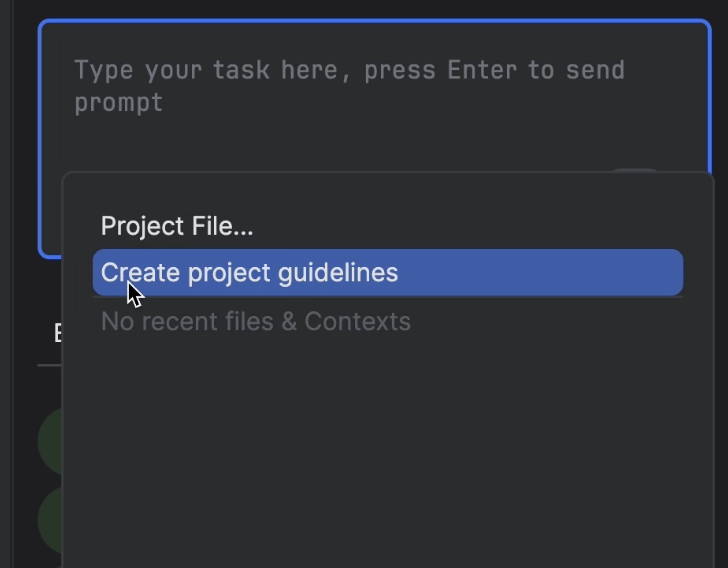 Type your task here, press Enter to send
prompt
Project File...
Create project guidelines
No recent files & Contexts